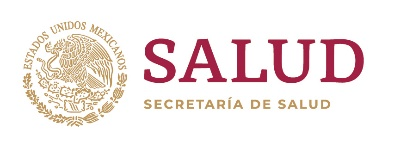 ESTADOS UNIDOS MEXICANOS
SALUD
SECRETARÍA DE SALUD